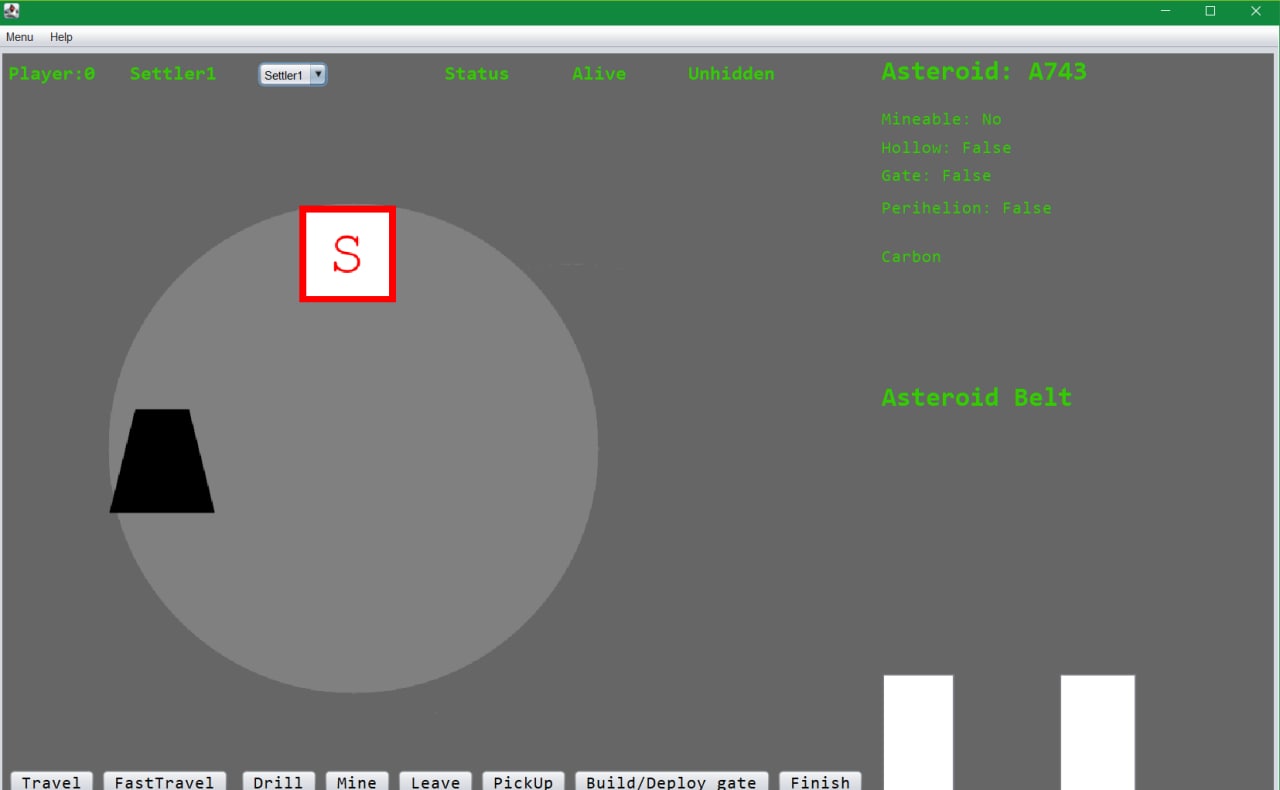 Menu Help
Player:0 Settler1 Settler1 Status Alive Unhidden
Asteroid: A743
Mineable: No
Hollow: False
Gate: False
Perihelion: False
Carbon
S
Asteroid Belt
Travel FastTravel Drill Mine Leave PickUp Build/Deploy gate Finish